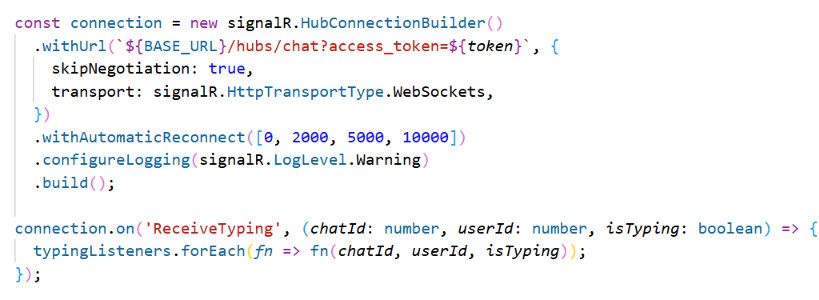 const connection = new signalR.HubConnectionBuilder()
  .withUrl(`${BASE_URL}/hubs/chat?access_token=${token}`, {
    skipNegotiation: true,
    transport: signalR.HttpTransportType.WebSockets,
  })
  .withAutomaticReconnect([0, 2000, 5000, 10000])
  .configureLogging(signalR.LogLevel.Warning)
  .build();

connection.on('ReceiveTyping', (chatId: number, userId: number, isTyping: boolean) => {
  typingListeners.forEach(fn => fn(chatId, userId, isTyping));
});